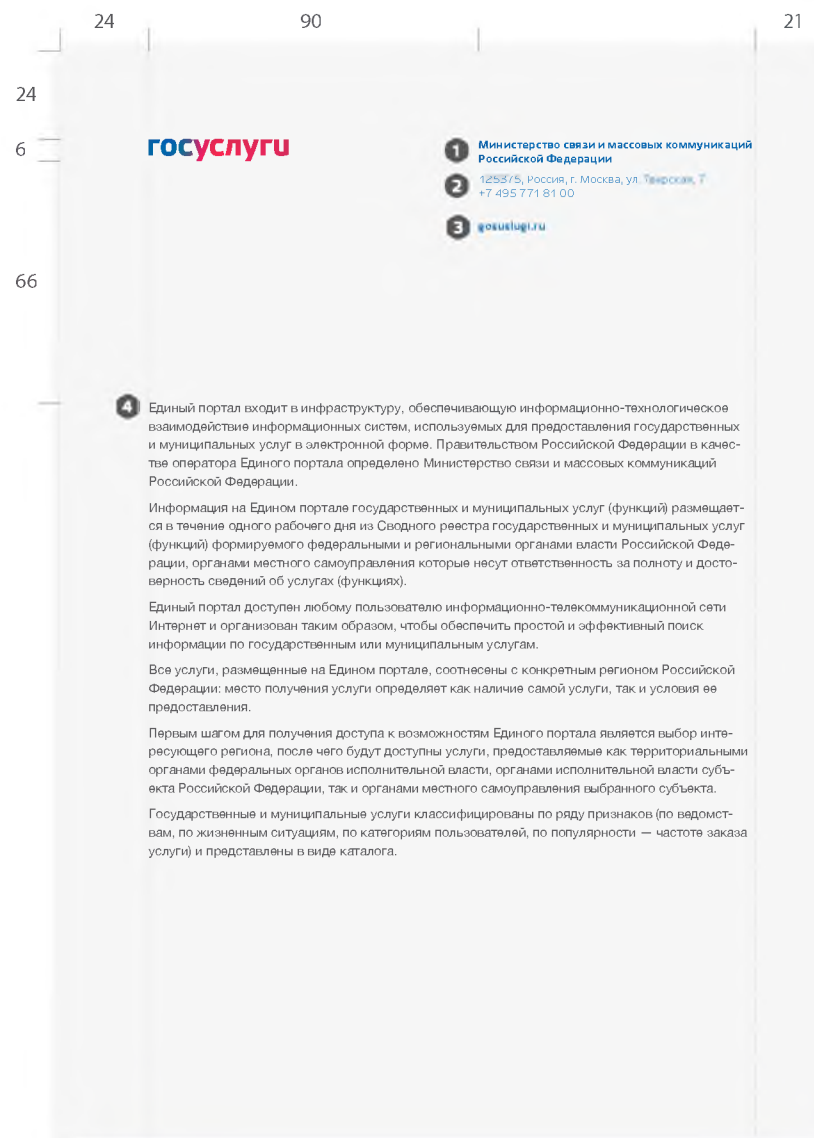 24 90 21
24
6
госуслуги
1 Министерство связи и массовых коммуникаций
Российской Федерации
2 125375, Россия, г. Москва, ул. Тверская, 7
+7 495 771 81 00
3 gosuslugi.ru
66
4 Единый портал входит в инфраструктуру, обеспечивающую информационно-технологическое
взаимодействие информационных систем, используемых для предоставления государственных
и муниципальных услуг в электронной форме. Правительством Российской Федерации в качес-
тве оператора Единого портала определено Министерство связи и массовых коммуникаций
Российской Федерации.
Информация на Едином портале государственных и муниципальных услуг (функций) размещает-
ся в течение одного рабочего дня из Сводного реестра государственных и муниципальных услуг
(функций) формируемого федеральными и региональными органами власти Российской Феде-
рации, органами местного самоуправления которые несут ответственность за полноту и досто-
верность сведений об услугах (функциях).
Единый портал доступен любому пользователю информационно-телекоммуникационной сети
Интернет и организован таким образом, чтобы обеспечить простой и эффективный поиск
информации по государственным или муниципальным услугам.
Все услуги, размещенные на Едином портале, соотнесены с конкретным регионом Российской
Федерации: место получения услуги определяет как наличие самой услуги, так и условия ее
предоставления.
Первым шагом для получения доступа к возможностям Единого портала является выбор инте-
ресующего региона, после чего будут доступны услуги, предоставляемые как территориальными
органами федеральных органов исполнительной власти, органами исполнительной власти субъ-
екта Российской Федерации, так и органами местного самоуправления выбранного субъекта.
Государственные и муниципальные услуги классифицированы по ряду признаков (по ведомст-
вам, по жизненным ситуациям, по категориям пользователей, по популярности — частоте заказа
услуги) и представлены в виде каталога.